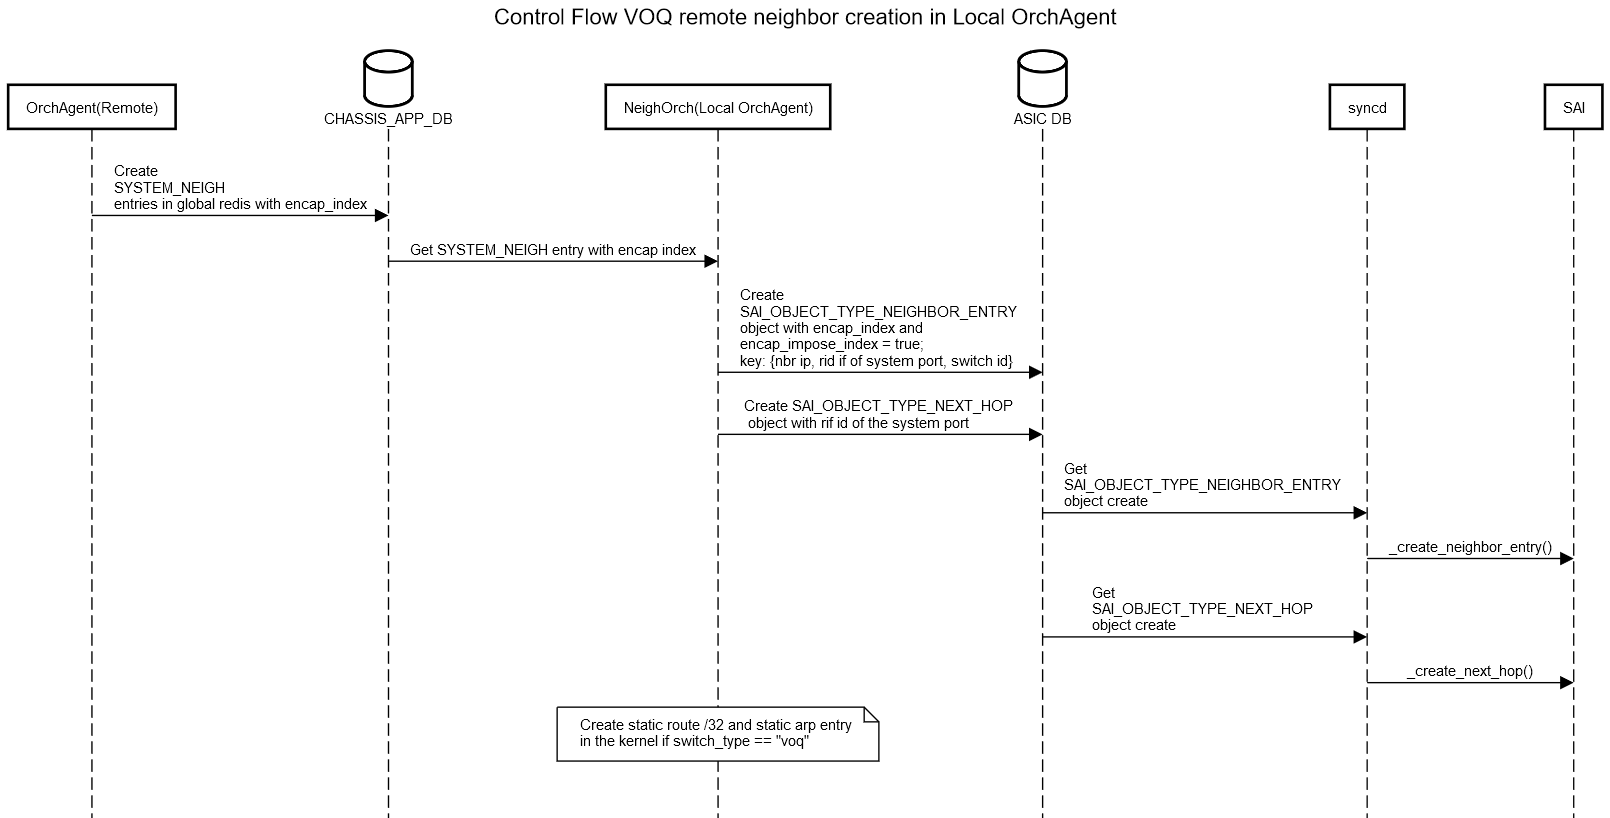 Control Flow VOQ remote neighbor creation in Local OrchAgent
OrchAgent(Remote)
CHASSIS_APP_DB
NeighOrch(Local OrchAgent)
ASIC DB
syncd
SAI
Create
SYSTEM_NEIGH
entries in global redis with encap_index
Get SYSTEM_NEIGH entry with encap index
Create
SAI_OBJECT_TYPE_NEIGHBOR_ENTRY
object with encap_index and
encap_impose_index = true;
key: {nbr ip, rid if of system port, switch id}
Create SAI_OBJECT_TYPE_NEXT_HOP
object with rif id of the system port
Get
SAI_OBJECT_TYPE_NEIGHBOR_ENTRY
object create
_create_neighbor_entry()
Get
SAI_OBJECT_TYPE_NEXT_HOP
object create
_create_next_hop()
Create static route /32 and static arp entry
in the kernel if switch_type == "voq"